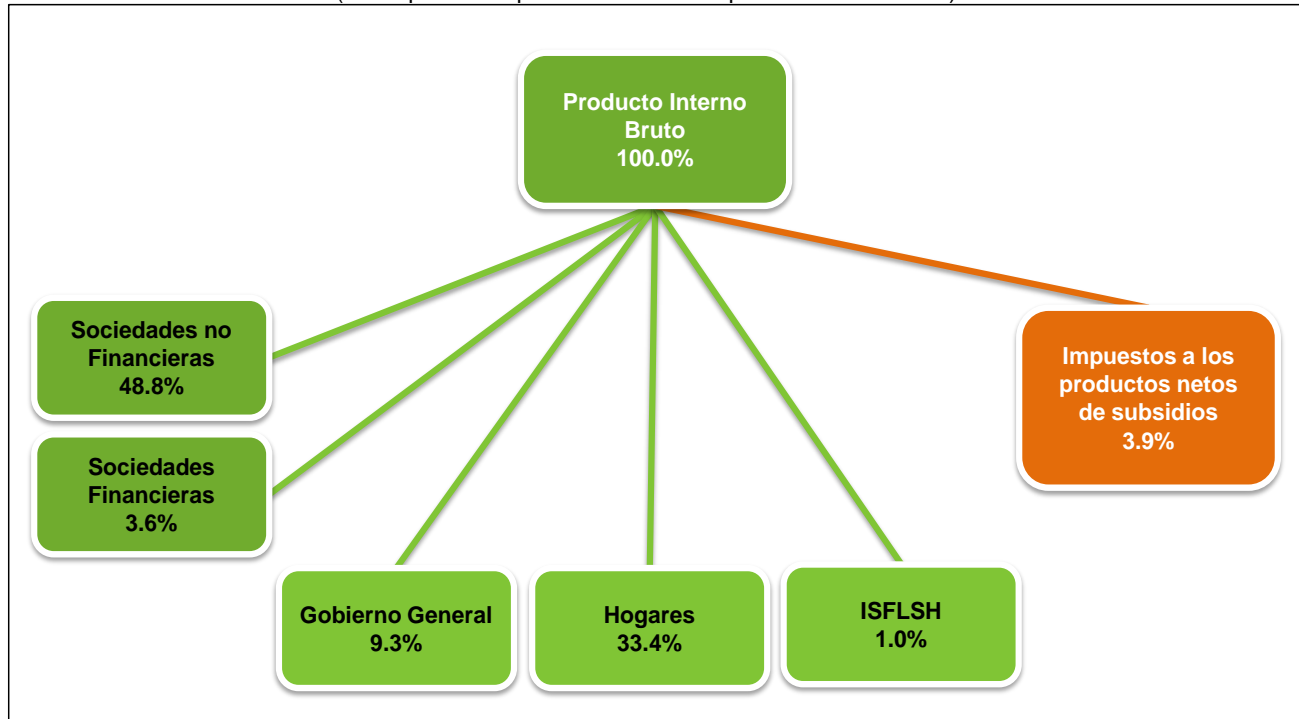 Producto Interno
Bruto
100.0%
Sociedades no
Financieras
48.8%
Sociedades
Financieras
3.6%
Gobierno General
9.3%
Hogares
33.4%
ISFLSH
1.0%
Impuestos a los
productos netos
de subsidios
3.9%